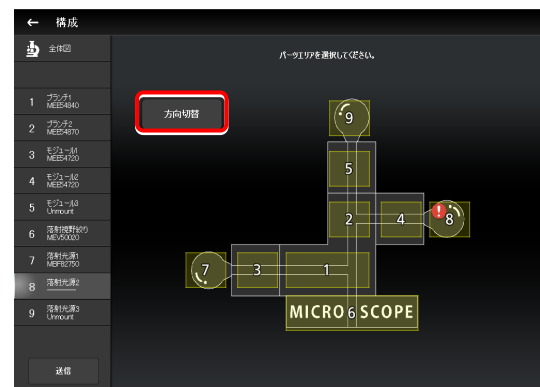 ← 構成
全体図
パーツエリアを選択してください。
1 ブランチ1
MEE54840
2 ブランチ2
MEE54870
3 モジュール1
MEE54720
4 モジュール2
MEE54720
5 モジュール3
Unmount
6 落射視野絞り
MEV50020
7 落射光源1
MBF82750
8 落射光源2
9 落射光源3
Unmount
送信
方向切替
9
5
2 4 8
7 3 1
MICRO 6 SCOPE